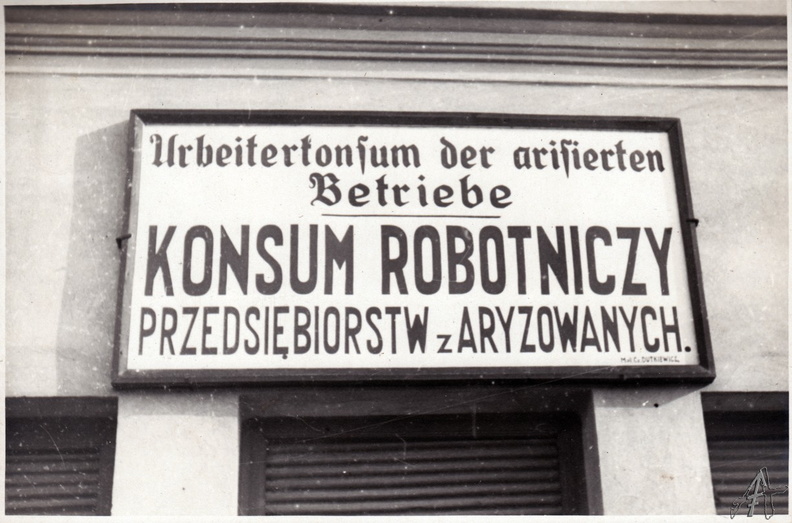 Arbeiterkonsum der arisierten
Betriebe
KONSUM ROBOTNICZY
PRZEDSIĘBIORSTW z ARYZOWANYCH.